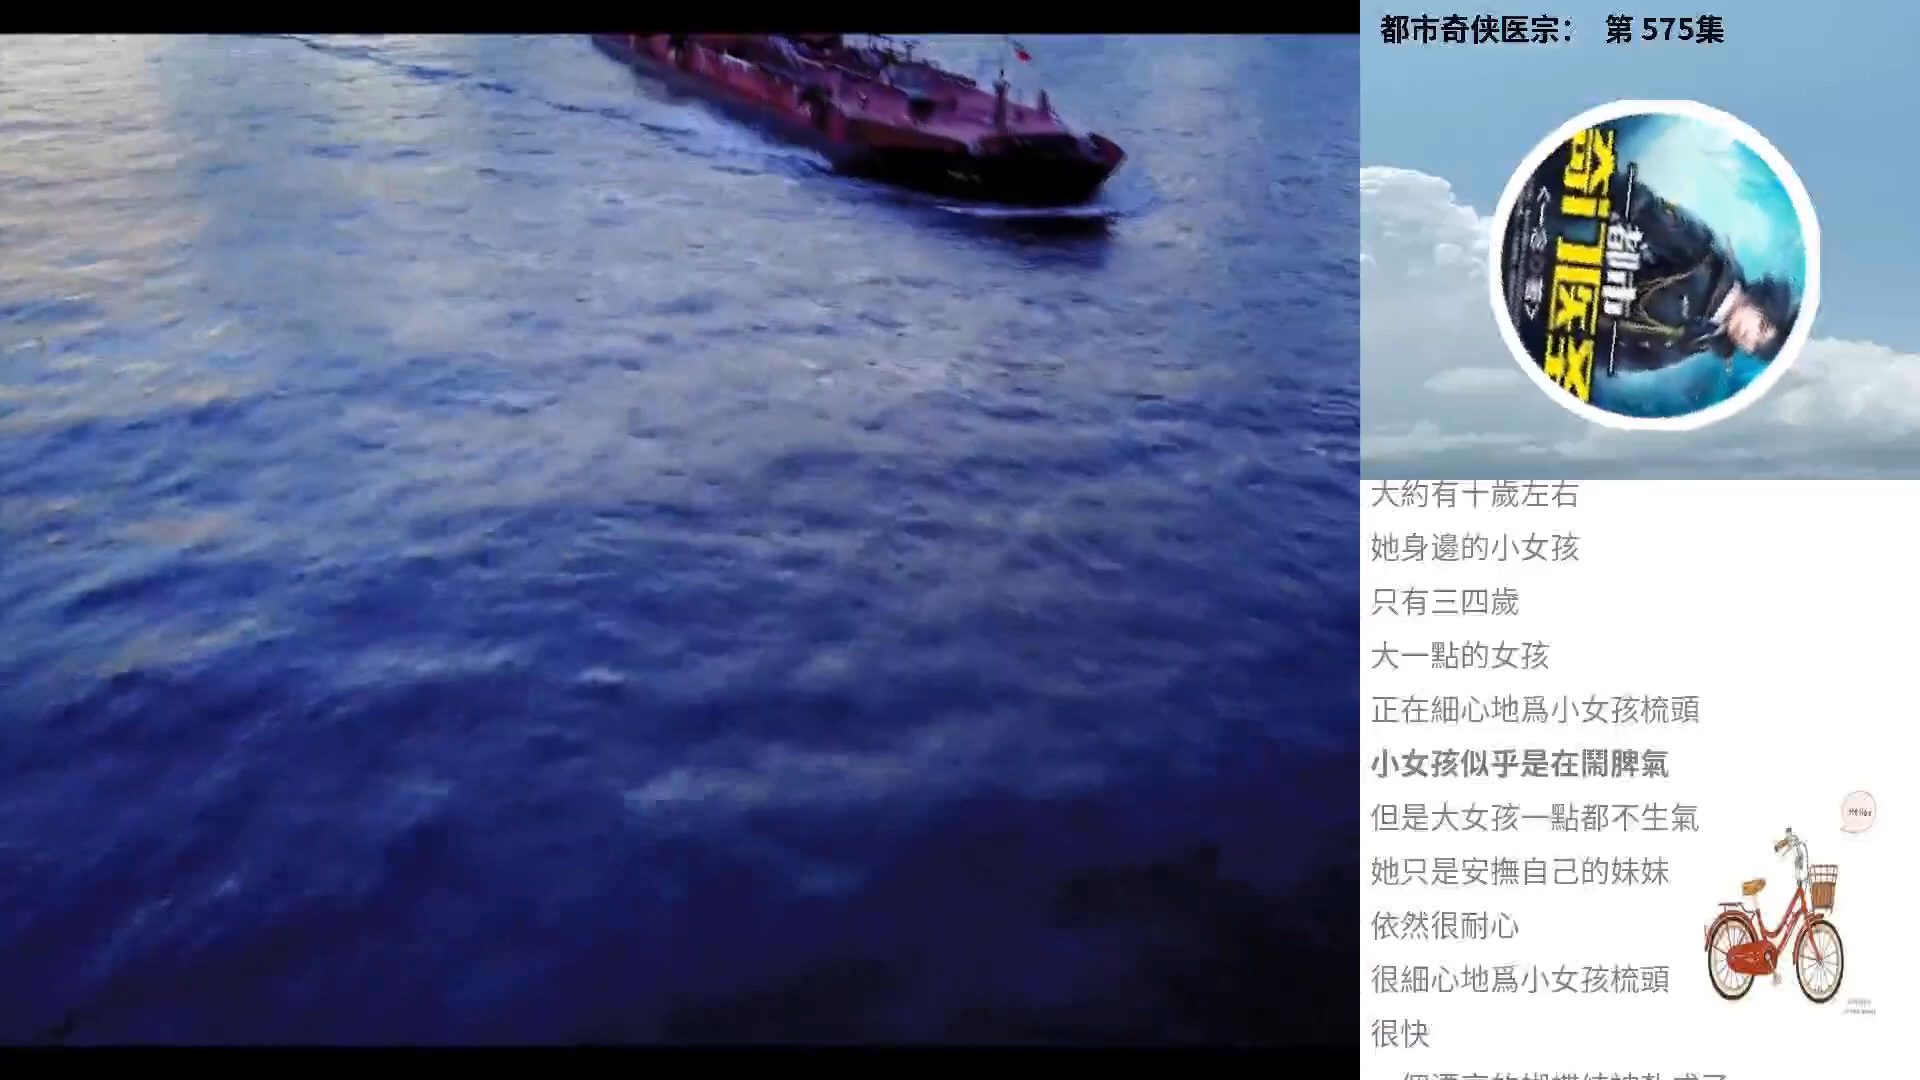 都市奇侠医宗： 第 575集
都市
大約有十歲左右
她身邊的小女孩
只有三四歲
大一點的女孩
正在細心地爲小女孩梳頭
小女孩似乎是在鬧脾氣
但是大女孩一點都不生氣
她只是安撫自己的妹妹
依然很耐心
很細心地爲小女孩梳頭
很快